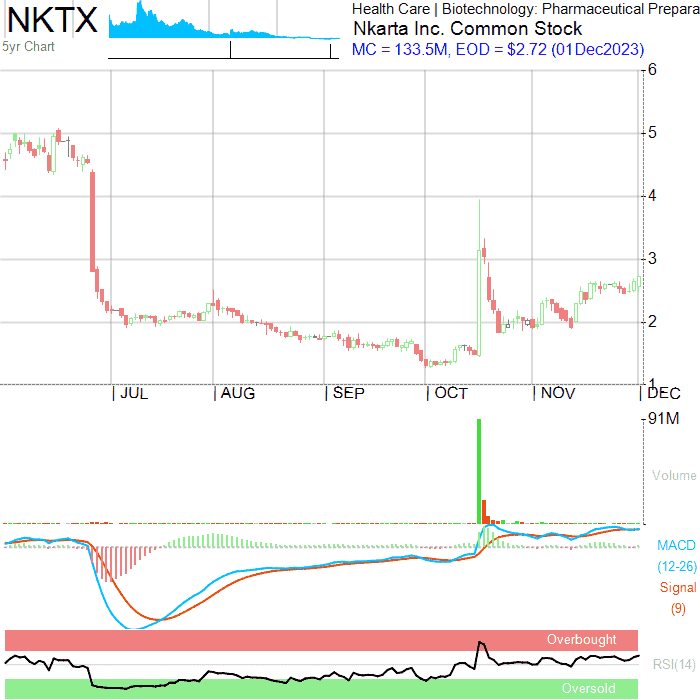 NKTX
Health Care | Biotechnology: Pharmaceutical Prepara
Nkarta Inc. Common Stock
5yr Chart
MC = 133.5M, EOD = $2.72 (01Dec2023)
6
5
4
3
2
1
JUL AUG SEP OCT NOV DEC
91M
Volume
MACD
(12-26)
Signal
(9)
Overbought
RSI(14)
Oversold